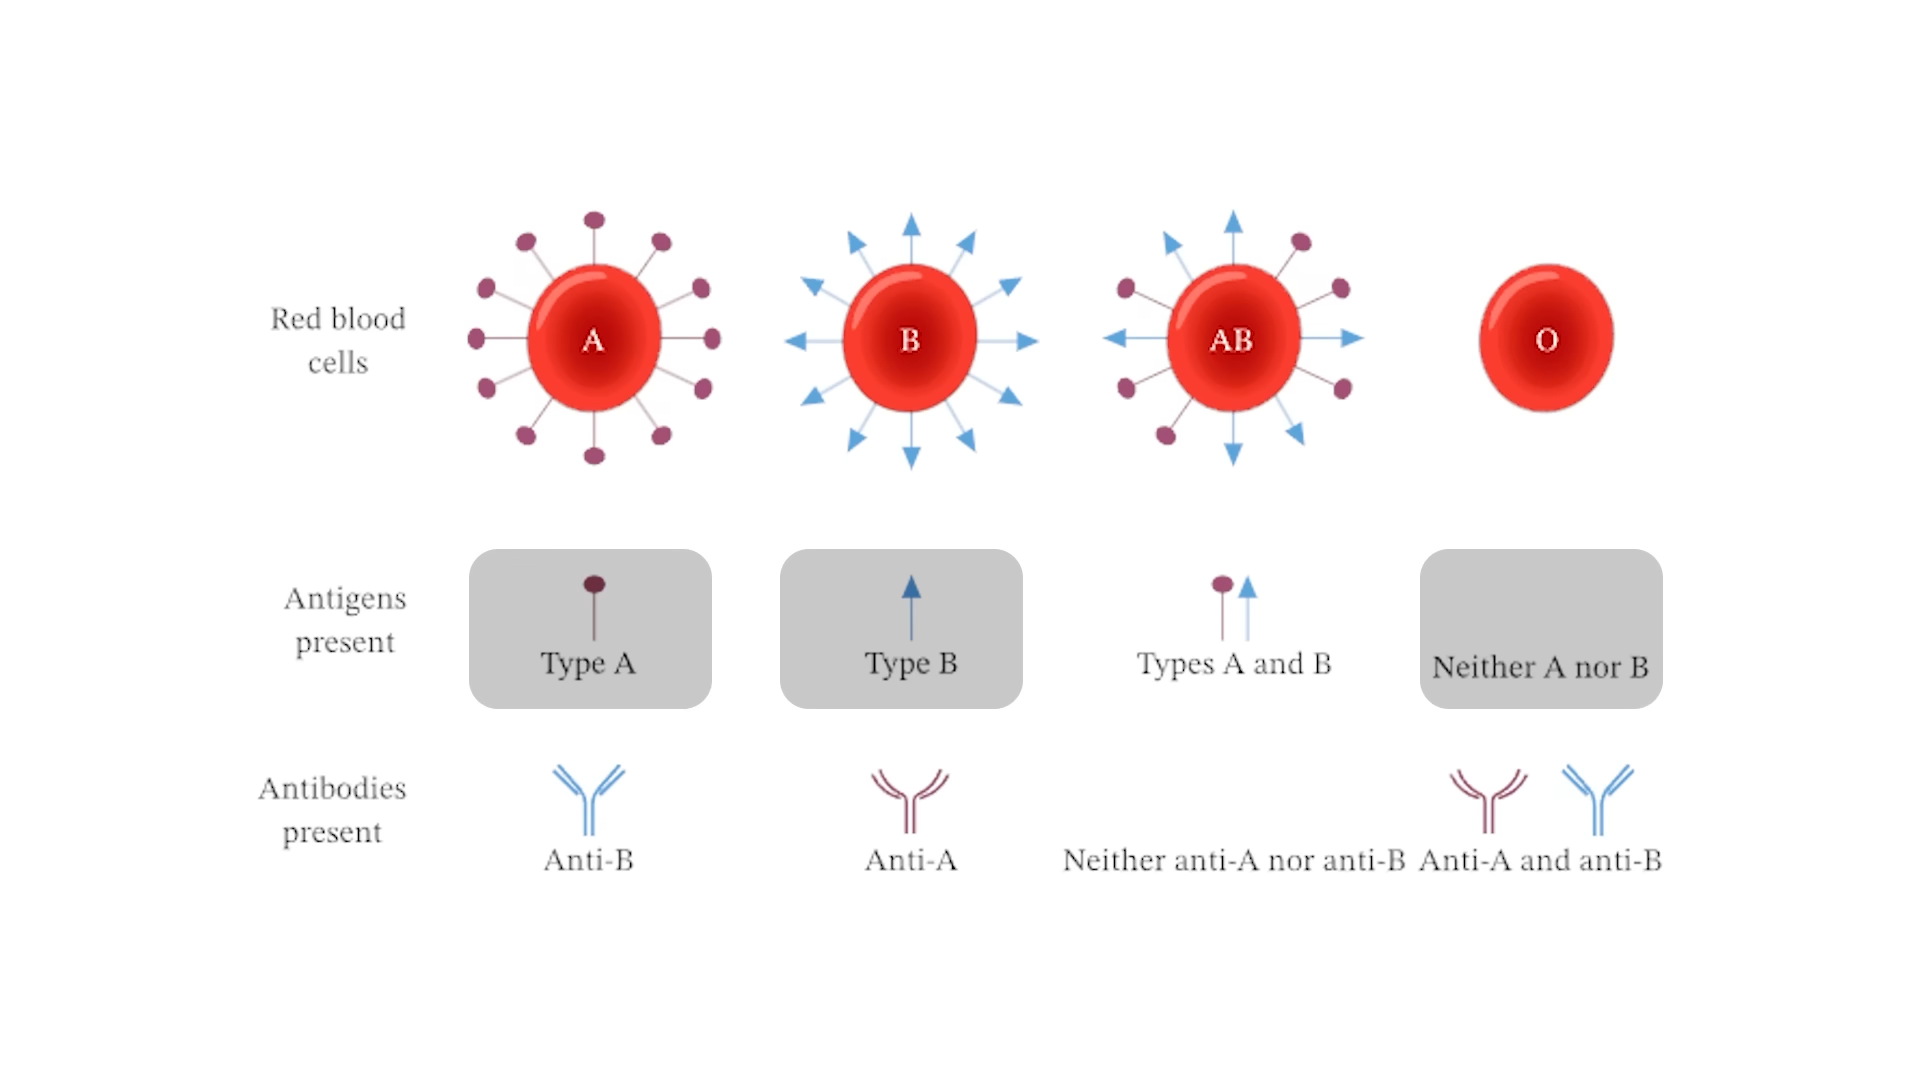 Red blood
cells
A
B
AB
O
Antigens
present
Type A
Type B
Types A and B
Neither A nor B
Antibodies
present
Anti-B
Anti-A
Neither anti-A nor anti-B
Anti-A and anti-B